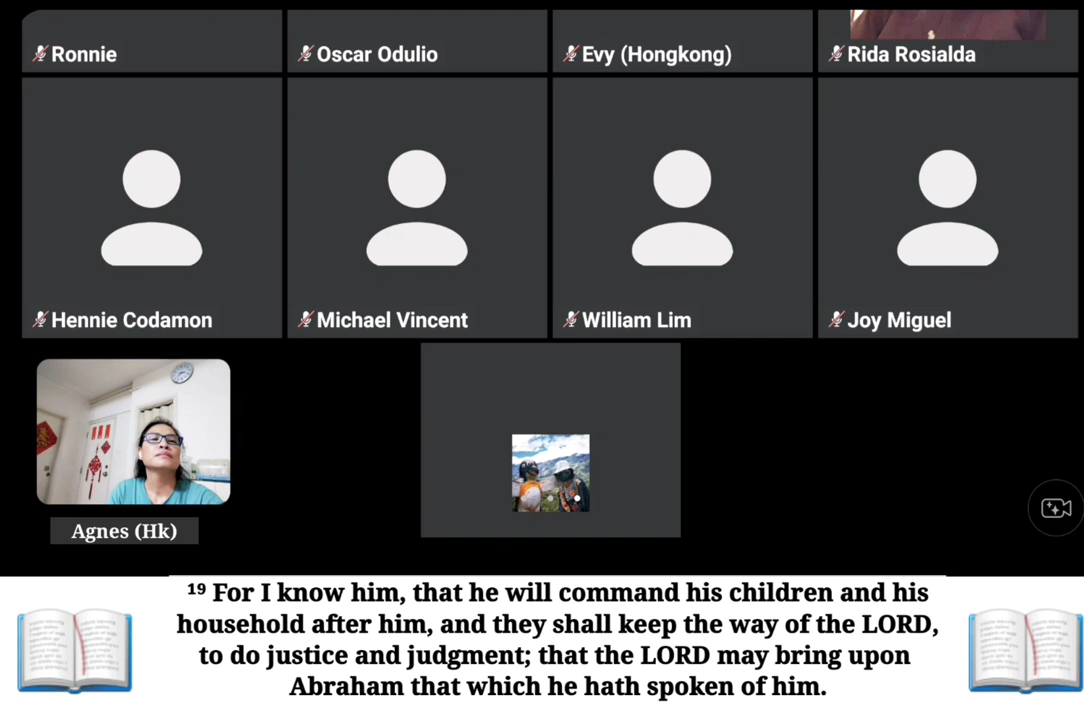 Ronnie
Oscar Odulio
Evy (Hongkong)
Rida Rosialda
Hennie Codamon
Michael Vincent
William Lim
Joy Miguel
Agnes (Hk)
¹⁹ For I know him, that he will command his children and his
household after him, and they shall keep the way of the LORD,
to do justice and judgment; that the LORD may bring upon
Abraham that which he hath spoken of him.